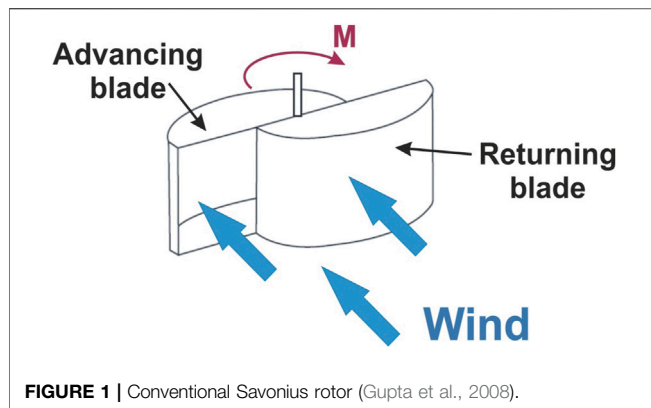 M
Advancing
blade
Returning
blade
Wind
FIGURE 1 | Conventional Savonius rotor (Gupta et al., 2008).